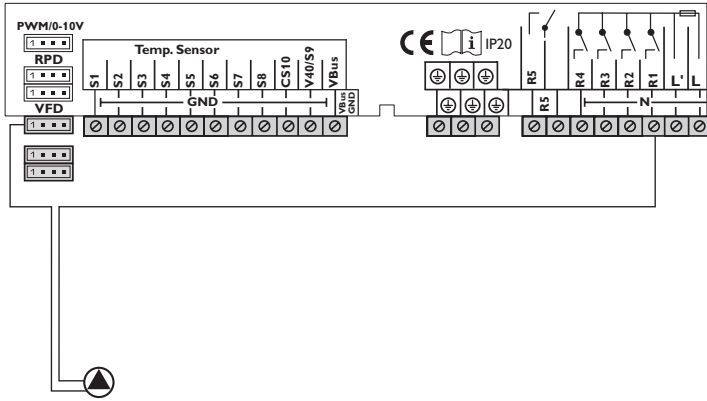 PWM/0-10V
1
RPD
1
1
VFD
1
1
1
Temp. Sensor
S1 S2 S3 S4 S5 S6 S7 S8 CS10 V40/S9 VBus
GND
VBus GND
CE i IP20
R5 R5 R4 R3 R2 R1 L' L
N